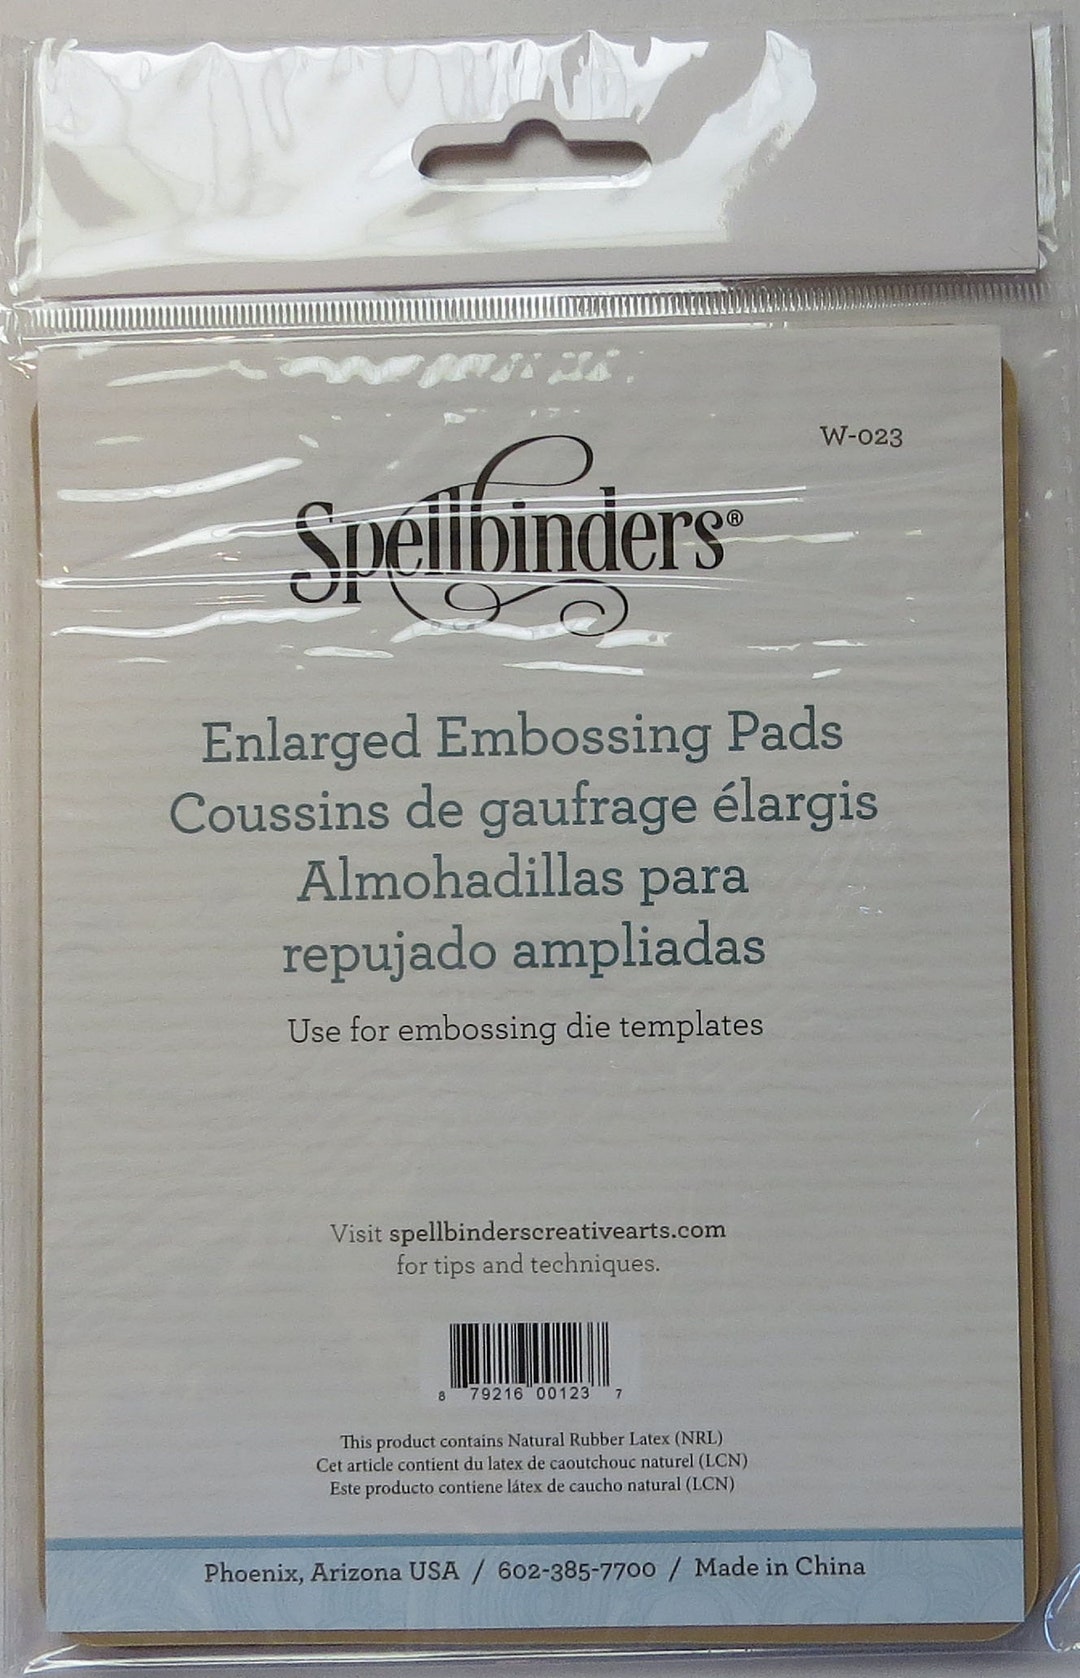 W-023
Spellbinders®
Enlarged Embossing Pads
Coussins de gaufrage élargis
Almohadillas para
repujado ampliadas
Use for embossing die templates
Visit spellbinderscreativearts.com
for tips and techniques.
8 79216 00123 7
This product contains Natural Rubber Latex (NRL)
Cet article contient du latex de caoutchouc naturel (LCN)
Este producto contiene látex de caucho natural (LCN)
Phoenix, Arizona USA / 602-385-7700 / Made in China